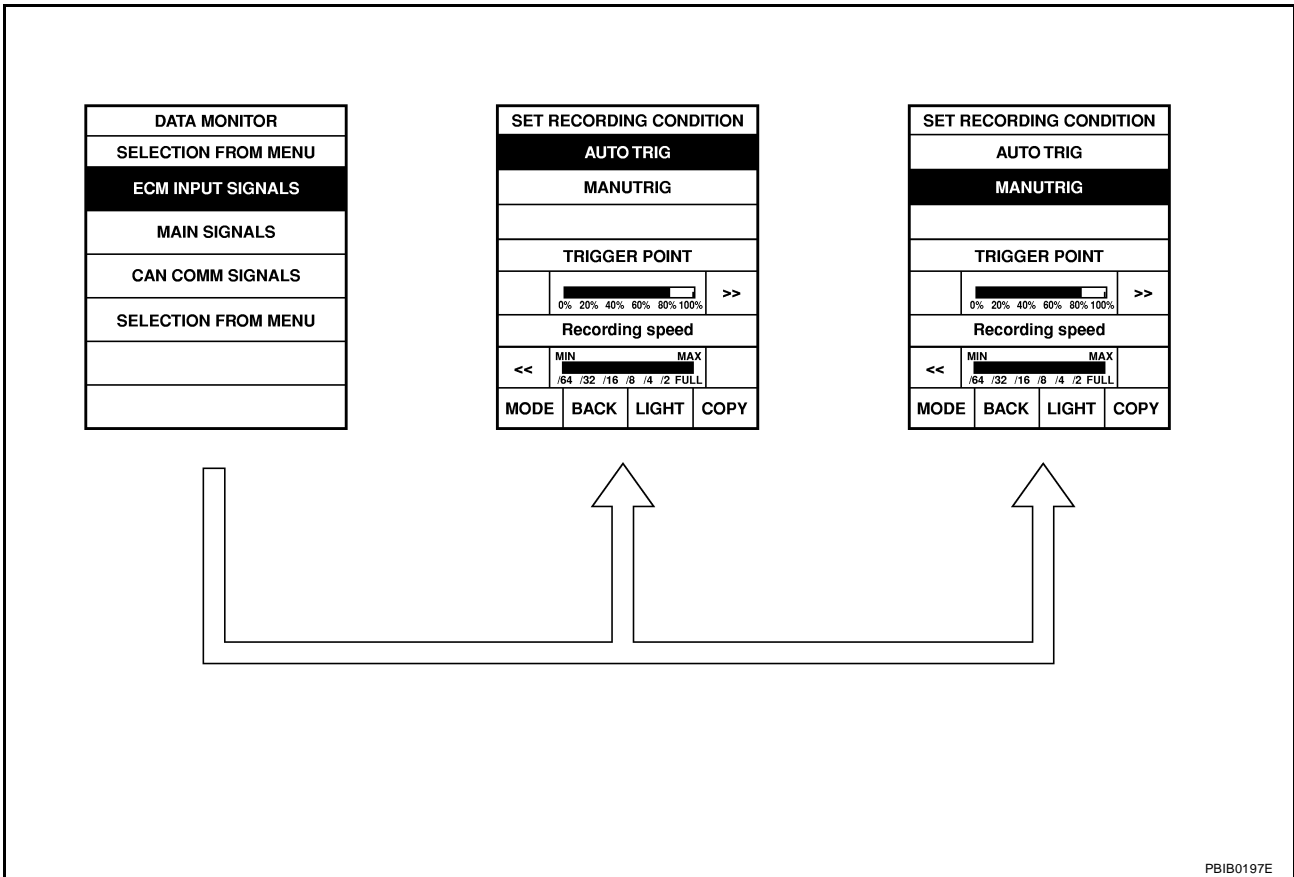 DATA MONITOR
SELECTION FROM MENU
ECM INPUT SIGNALS
MAIN SIGNALS
CAN COMM SIGNALS
SELECTION FROM MENU
SET RECORDING CONDITION
AUTO TRIG
MANUTRIG
TRIGGER POINT
>>
0% 20% 40% 60% 80% 100%
Recording speed
MIN MAX
<<
/64 /32 /16 /8 /4 /2 FULL
MODE BACK LIGHT COPY
SET RECORDING CONDITION
AUTO TRIG
MANUTRIG
TRIGGER POINT
>>
0% 20% 40% 60% 80% 100%
Recording speed
MIN MAX
<<
/64 /32 /16 /8 /4 /2 FULL
MODE BACK LIGHT COPY
PBIB0197E